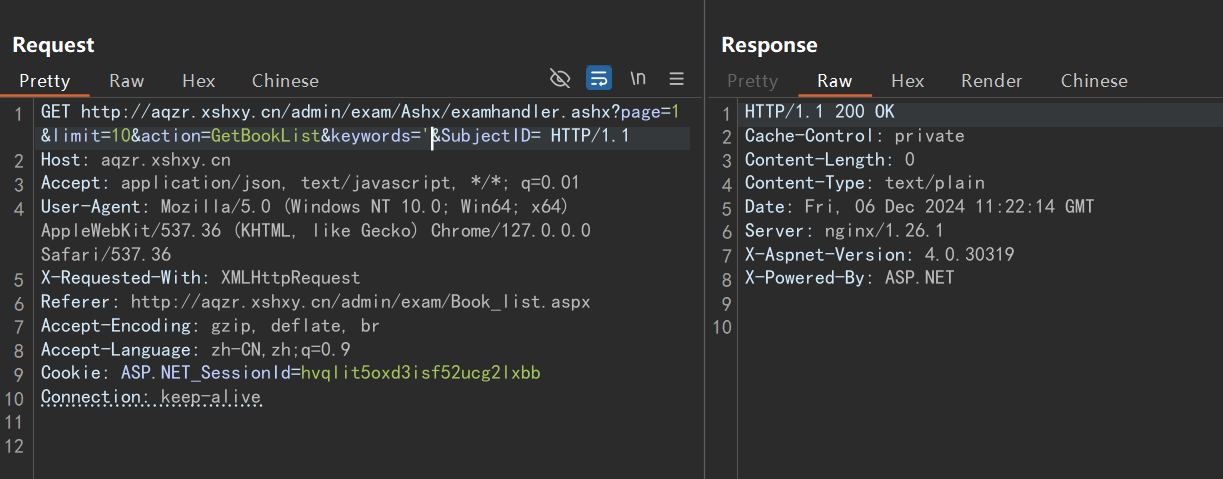 Request
Pretty Raw Hex Chinese \n
1 GET http://aqzr.xshxy.cn/admin/exam/Ashx/examhandler.ashx?page=1
&limit=10&action=GetBookList&keywords='&SubjectID= HTTP/1.1
2 Host: aqzr.xshxy.cn
3 Accept: application/json, text/javascript, */*; q=0.01
4 User-Agent: Mozilla/5.0 (Windows NT 10.0; Win64; x64)
AppleWebKit/537.36 (KHTML, like Gecko) Chrome/127.0.0.0
Safari/537.36
5 X-Requested-With: XMLHttpRequest
6 Referer: http://aqzr.xshxy.cn/admin/exam/Book_list.aspx
7 Accept-Encoding: gzip, deflate, br
8 Accept-Language: zh-CN,zh;q=0.9
9 Cookie: ASP.NET_SessionId=hvqlit5oxd3isf52ucg2lxbb
10 Connection: keep-alive
11
12
Response
Pretty Raw Hex Render Chinese
1 HTTP/1.1 200 OK
2 Cache-Control: private
3 Content-Length: 0
4 Content-Type: text/plain
5 Date: Fri, 06 Dec 2024 11:22:14 GMT
6 Server: nginx/1.26.1
7 X-Aspnet-Version: 4.0.30319
8 X-Powered-By: ASP.NET
9
10